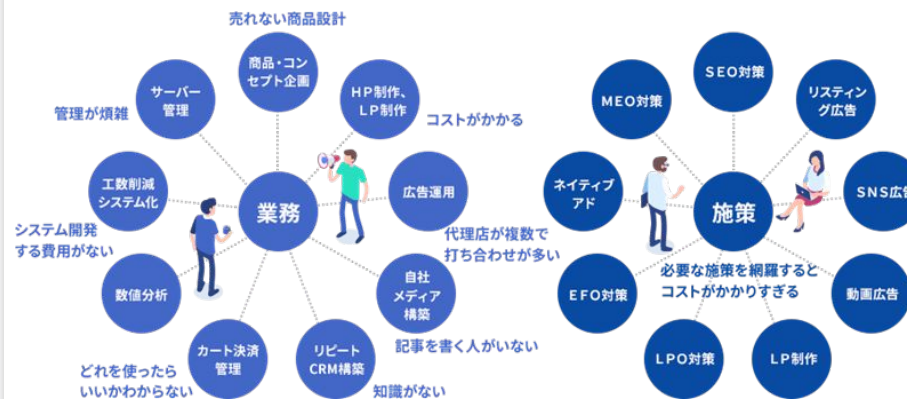 売れない商品設計
商品・コン
セプト企画
サーバー
管理
管理が煩雑
HP制作、
LP制作
コストがかかる
工数削減
システム化
システム開発
する費用がない
業務
広告運用
代理店が複数で
打ち合わせが多い
数値分析
自社
メディア
構築
記事を書く人がいない
カート決済
管理
どれを使ったら
いいかわからない
リピート
CRM構築
知識がない
SEO対策
MEO対策
リスティン
グ広告
ネイティブ
アド
施策
SNS広告
必要な施策を網羅すると
コストがかかりすぎる
EFO対策
動画広告
LPO対策
LP制作